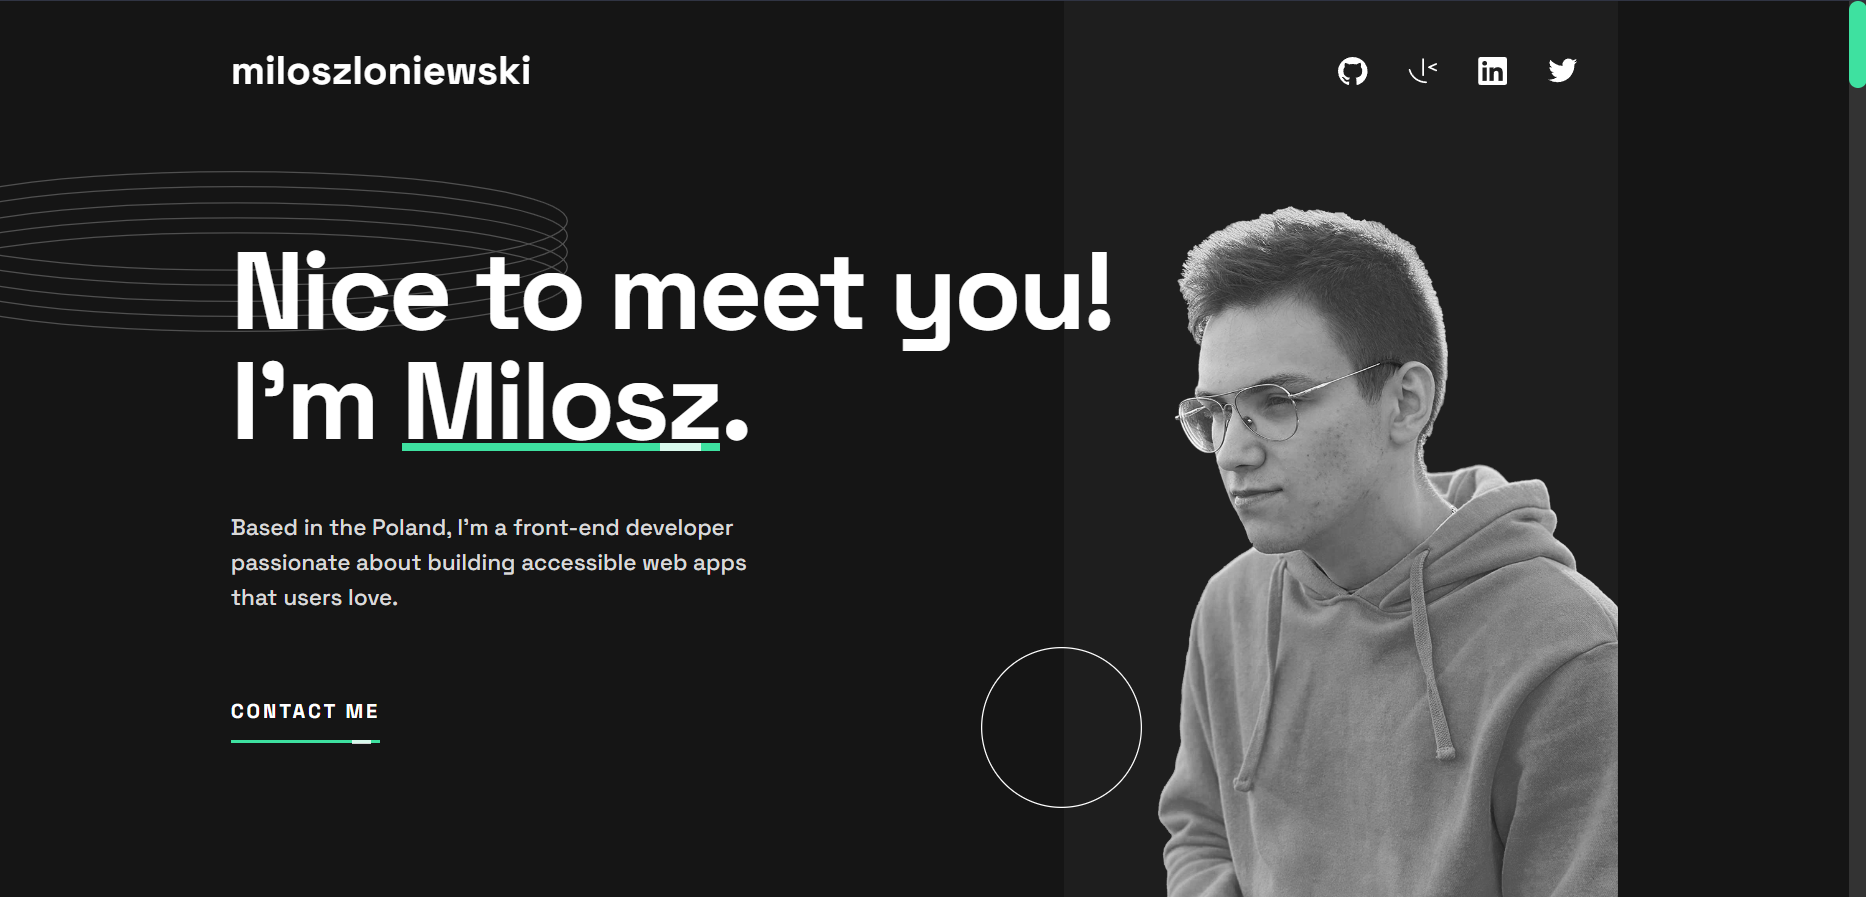 miloszloniewski
Nice to meet you!
I’m Milosz.
Based in the Poland, I’m a front-end developer
passionate about building accessible web apps
that users love.
CONTACT ME